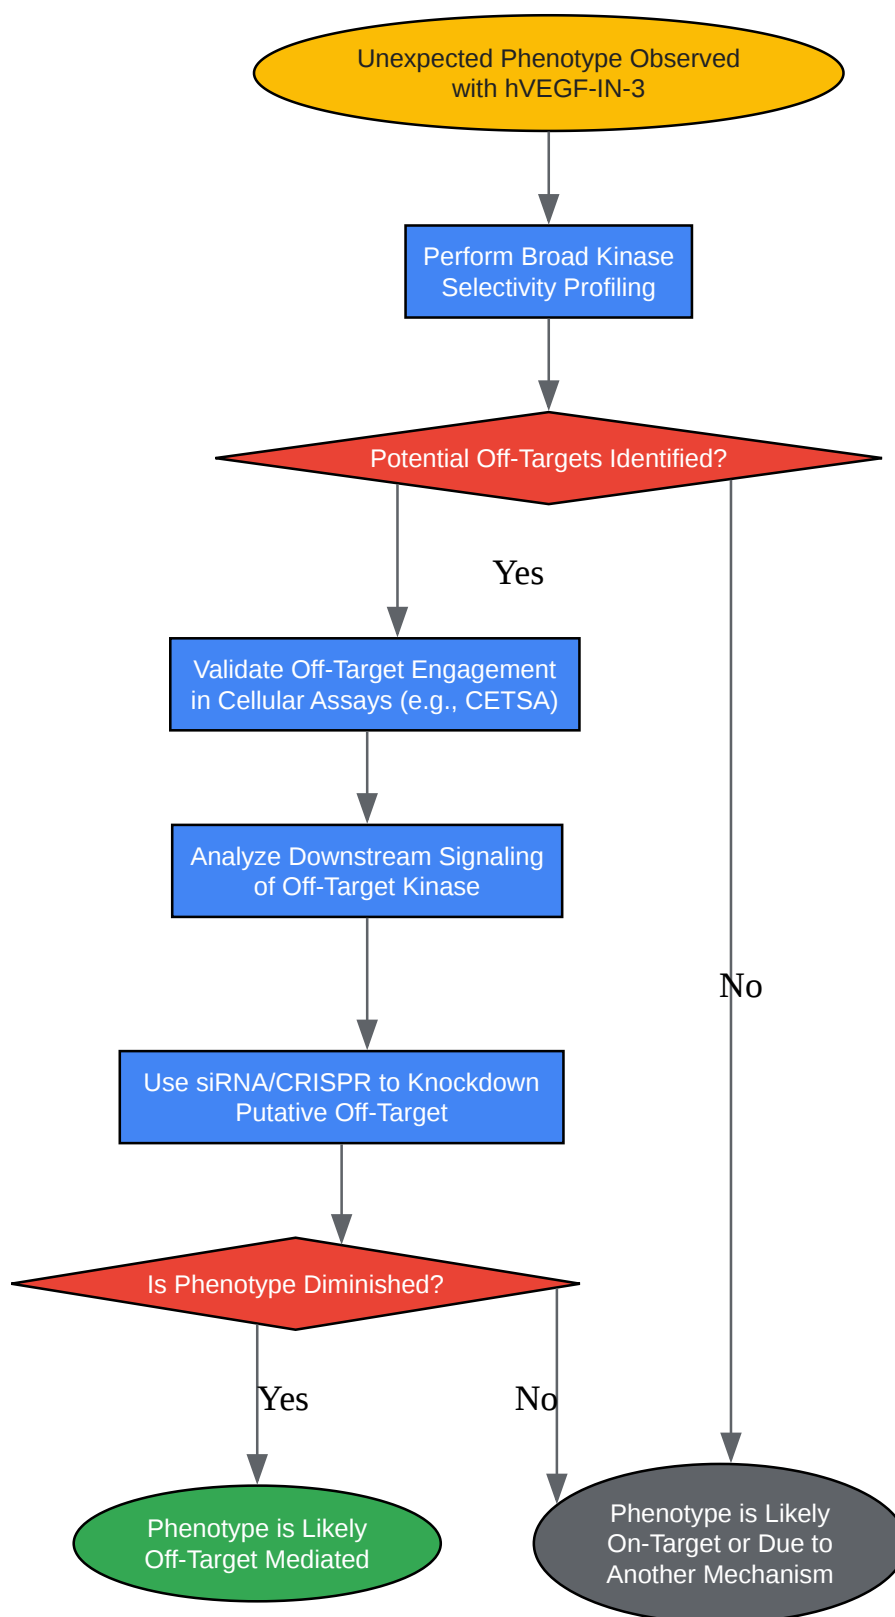 Unexpected Phenotype Observed
with hVEGF-IN-3
Perform Broad Kinase
Selectivity Profiling
Potential Off-Targets Identified?
Yes
Validate Off-Target Engagement
in Cellular Assays (e.g., CETSA)
Analyze Downstream Signaling
of Off-Target Kinase
No
Use siRNA/CRISPR to Knockdown
Putative Off-Target
Is Phenotype Diminished?
Yes
No
Phenotype is Likely
Off-Target Mediated
Phenotype is Likely
On-Target or Due to
Another Mechanism